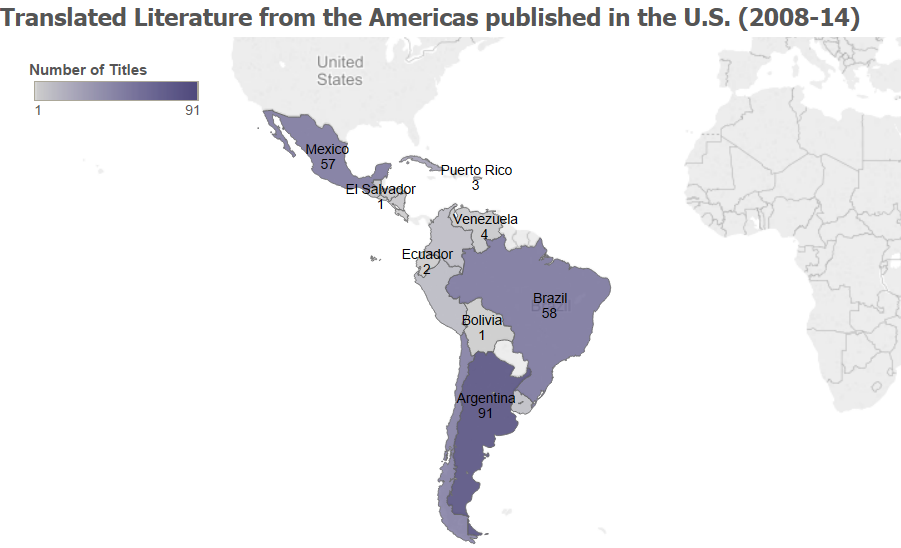 Translated Literature from the Americas published in the U.S. (2008-14)
Number of Titles
1 91
United
States
Mexico
57
Puerto Rico
3
El Salvador
1
Venezuela
4
Ecuador
2
Brazil
Brazil
58
Bolivia
1
Argentina
91